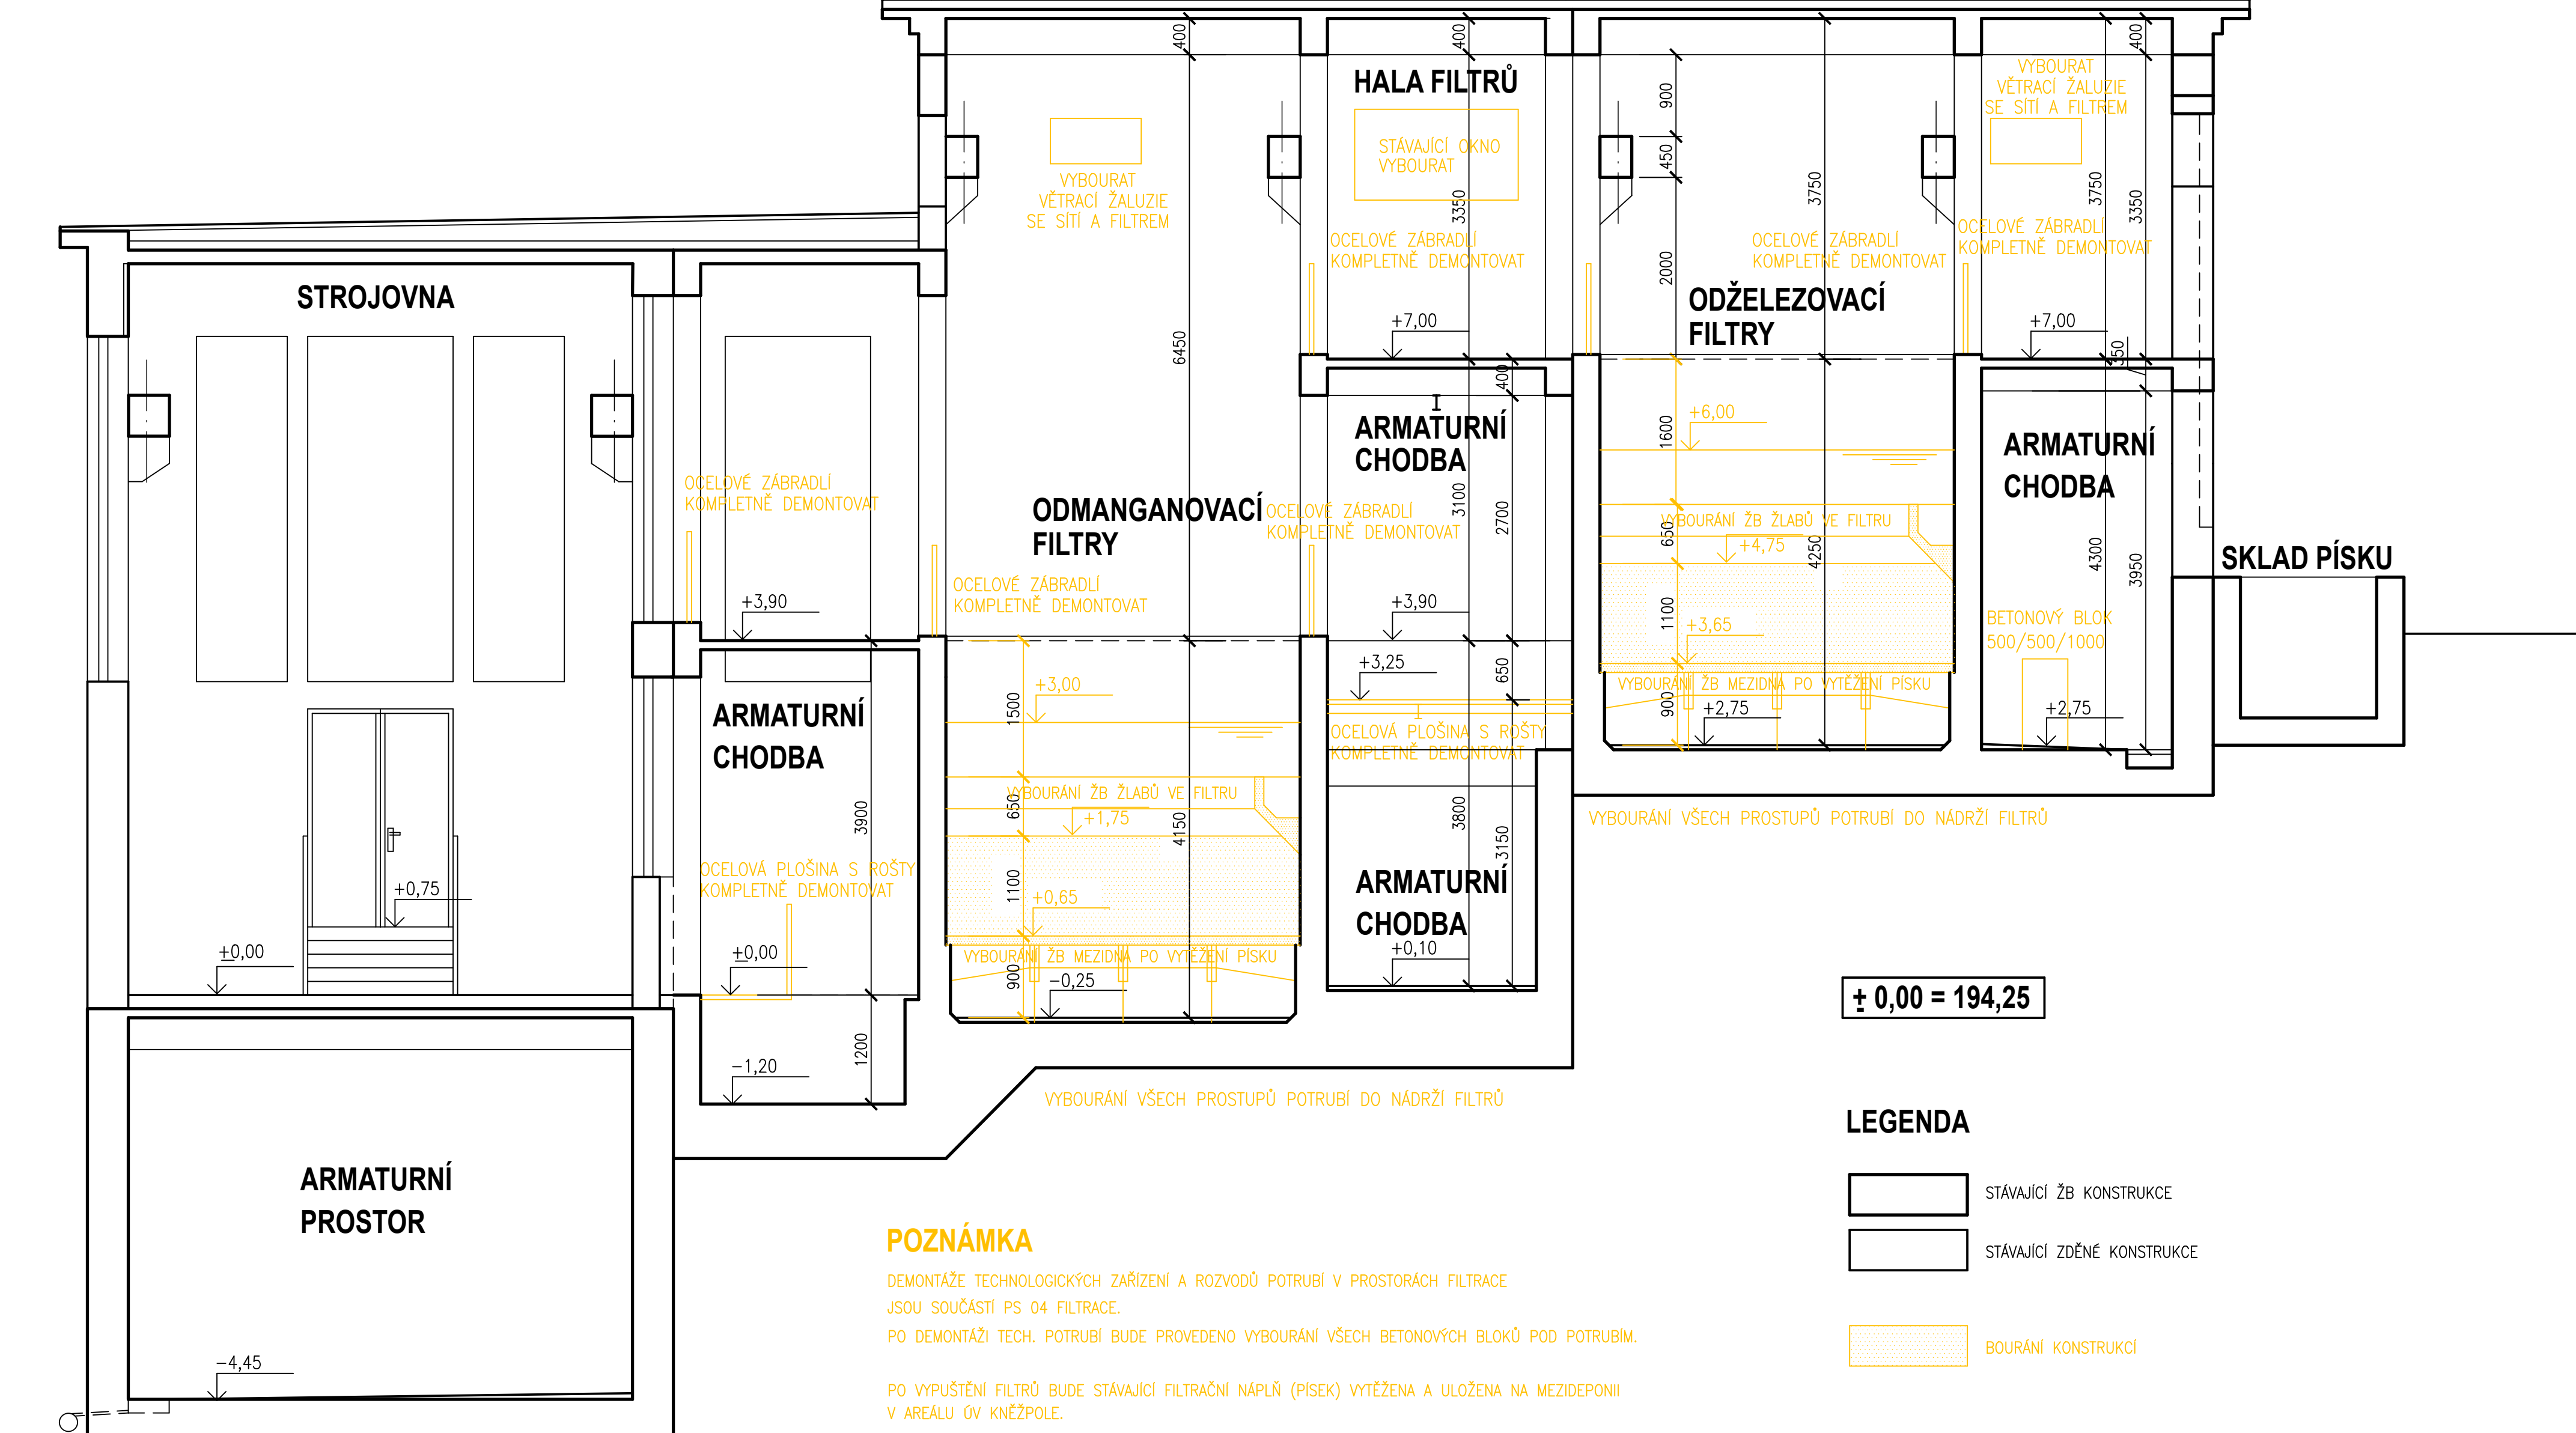 400
400
400
HALA FILTRŮ
VYBOURAT
VĚTRACÍ ŽALUZIE
SE SÍTÍ A FILTREM
900
STÁVAJÍCÍ OKNO
VYBOURAT
450
VYBOURAT
VĚTRACÍ ŽALUZIE
SE SÍTÍ A FILTREM
3350
3750
3750
3350
OCELOVÉ ZÁBRADLÍ
KOMPLETNĚ DEMONTOVAT
OCELOVÉ ZÁBRADLÍ
KOMPLETNĚ DEMONTOVAT
OCELOVÉ ZÁBRADLÍ
KOMPLETNĚ DEMONTOVAT
2000
STROJOVNA
ODŽELEZOVACÍ
FILTRY
+7,00
+7,00
6450
350
400
+6,00
1600
ARMATURNÍ
CHODBA
ARMATURNÍ
CHODBA
OCELOVÉ ZÁBRADLÍ
KOMPLETNĚ DEMONTOVAT
ODMANGANOVACÍ
FILTRY
OCELOVÉ ZÁBRADLÍ
KOMPLETNĚ DEMONTOVAT
3100
2700
VYBOURÁNÍ ŽB ŽLABŮ VE FILTRU
650
+4,75
4250
4300
3950
SKLAD PÍSKU
OCELOVÉ ZÁBRADLÍ
KOMPLETNĚ DEMONTOVAT
+3,90
+3,90
1100
+3,65
BETONOVÝ BLOK
500/500/1000
+3,25
650
+3,00
1500
VYBOURÁNÍ ŽB MEZIDNA PO VYTĚŽENÍ PÍSKU
900
+2,75
+2,75
ARMATURNÍ
CHODBA
OCELOVÁ PLOŠINA S ROŠTY
KOMPLETNĚ DEMONTOVAT
VYBOURÁNÍ ŽB ŽLABŮ VE FILTRU
650
+1,75
3900
4150
3800
3150
VYBOURÁNÍ VŠECH PROSTUPŮ POTRUBÍ DO NÁDRŽÍ FILTRŮ
OCELOVÁ PLOŠINA S ROŠTY
KOMPLETNĚ DEMONTOVAT
+0,75
1100
+0,65
ARMATURNÍ
CHODBA
+0,10
±0,00
±0,00
VYBOURÁNÍ ŽB MEZIDNA PO VYTĚŽENÍ PÍSKU
900
-0,25
± 0,00 = 194,25
1200
-1,20
VYBOURÁNÍ VŠECH PROSTUPŮ POTRUBÍ DO NÁDRŽÍ FILTRŮ
LEGENDA
ARMATURNÍ
PROSTOR
STÁVAJÍCÍ ŽB KONSTRUKCE
STÁVAJÍCÍ ZDĚNÉ KONSTRUKCE
BOURÁNÍ KONSTRUKCÍ
-4,45
POZNÁMKA
DEMONTÁŽE TECHNOLOGICKÝCH ZAŘÍZENÍ A ROZVODŮ POTRUBÍ V PROSTORÁCH FILTRACE
JSOU SOUČÁSTÍ PS 04 FILTRACE.
PO DEMONTÁŽI TECH. POTRUBÍ BUDE PROVEDENO VYBOURÁNÍ VŠECH BETONOVÝCH BLOKŮ POD POTRUBÍM.
PO VYPUŠTĚNÍ FILTRŮ BUDE STÁVAJÍCÍ FILTRAČNÍ NÁPLŇ (PÍSEK) VYTĚŽENA A ULOŽENA NA MEZIDEPONII
V AREÁLU ÚV KNĚŽPOLE.